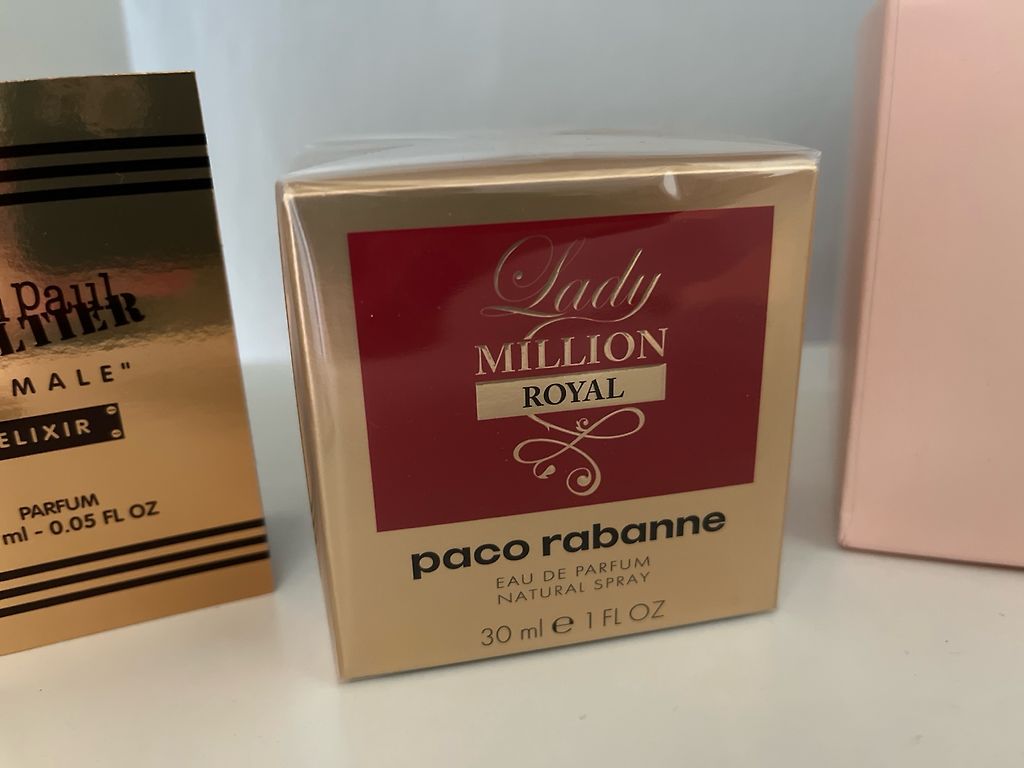 paul
MALE"
ELIXIR
PARFUM
ml - 0.05 FL OZ
Lady
MILLION
ROYAL
paco rabanne
EAU DE PARFUM
NATURAL SPRAY
30 ml e 1 FL OZ